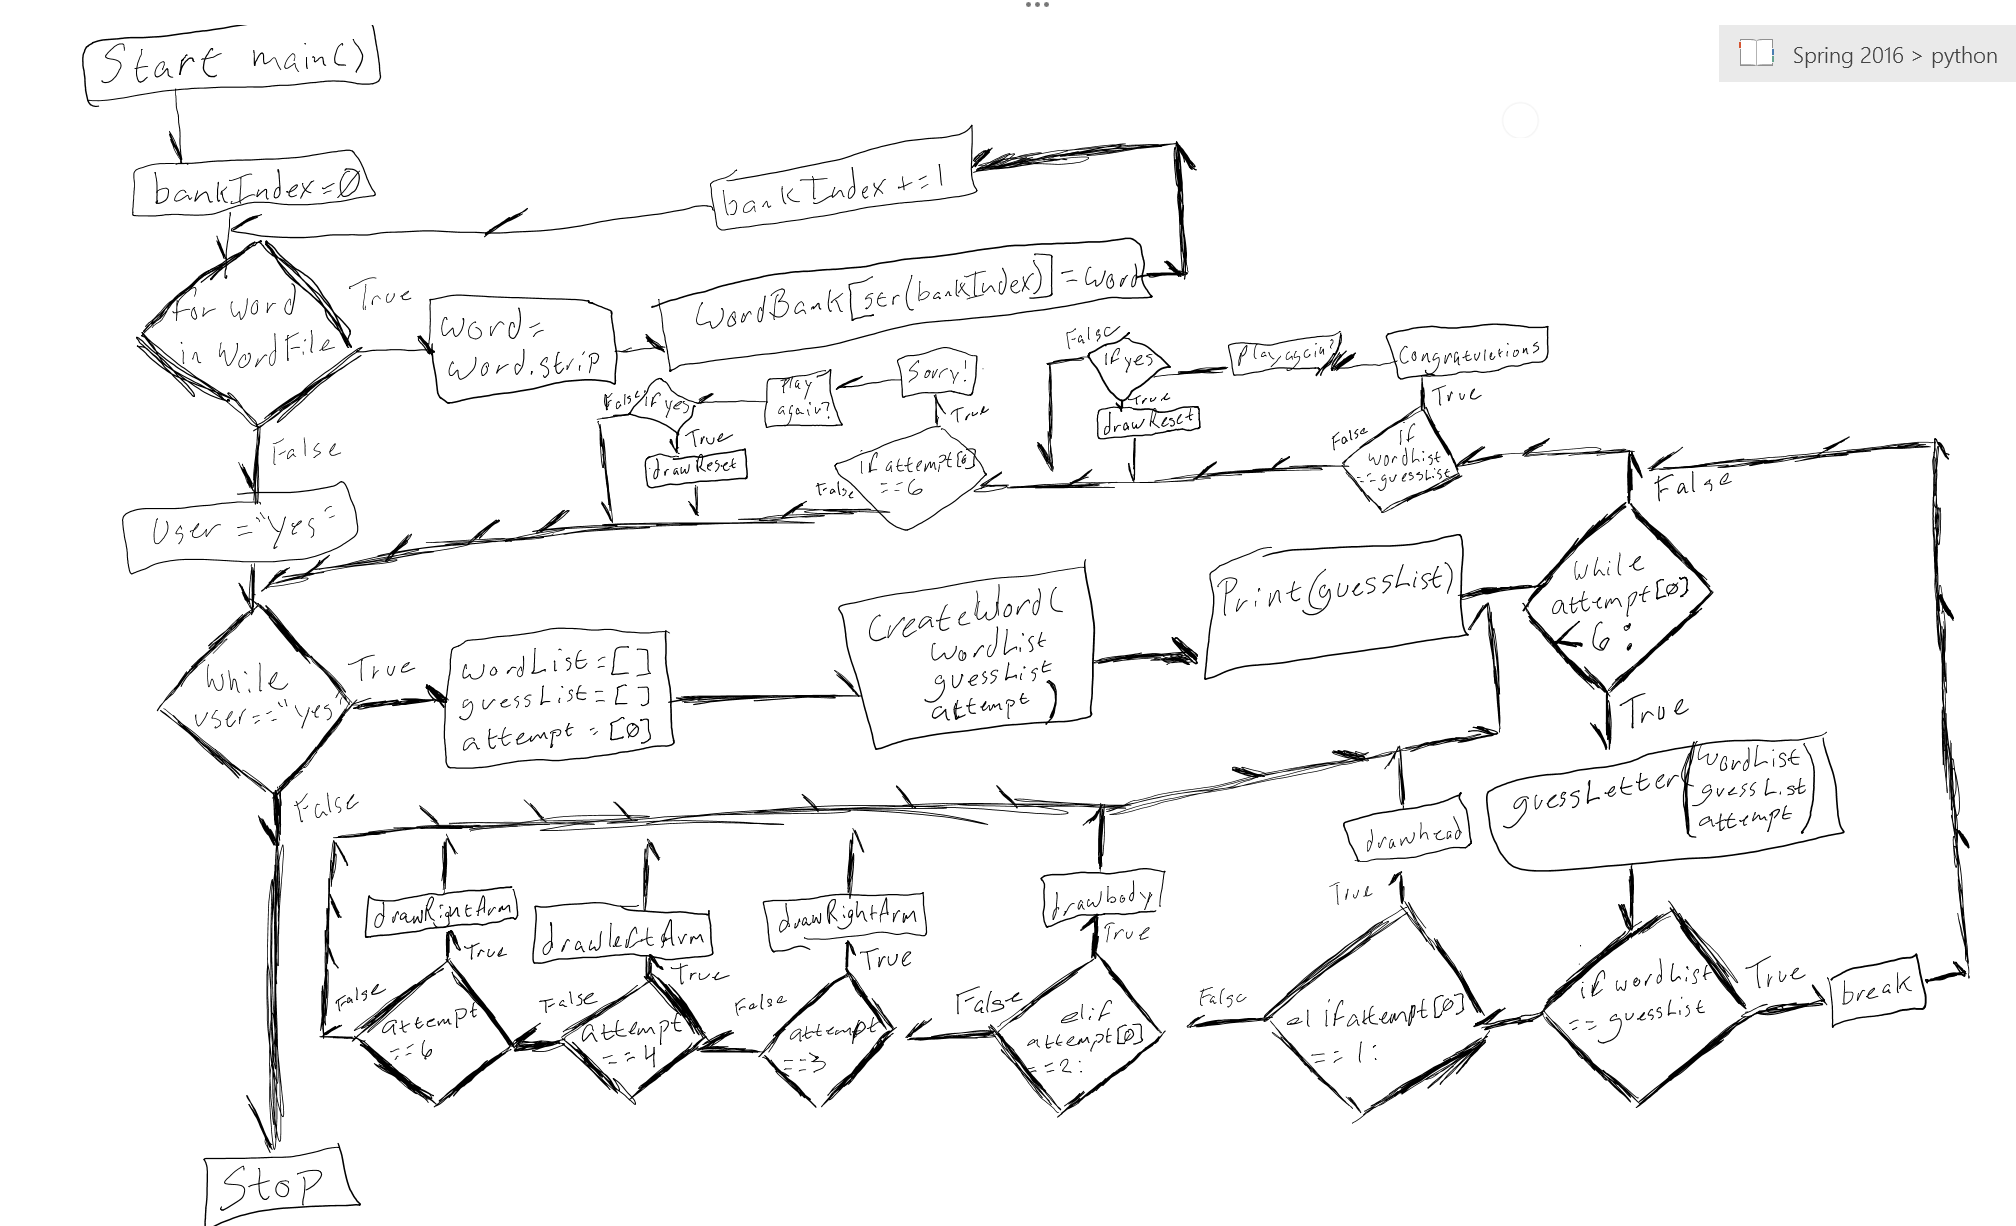 Spring 2016 > python
Start main()
bankIndex=0
bankIndex+=1
for word
in WordFile
True
False
word=
word.strip
WordBank[str(bankIndex)]=word
False
If yes
True
drawReset
Play again?
Congratuletions
True
False
if
wordList
==guessList
Sorry!
True
Play
again?
False
if yes
True
drawReset
if attempt[0]
==6
False
User="yes"
while
user=="yes"
True
False
wordList=[]
guessList=[]
attempt=[0]
CreateWord(
wordList
guessList
attempt)
Print(guessList)
while
attempt[0]
<6:
False
True
guessLetter(wordList
guessList
attempt)
if wordList
==guessList
True
break
elifattempt[0]
==1:
True
drawhead
False
elif
attempt[0]
==2:
True
drawbody
False
attempt
==3
True
drawRightArm
False
attempt
==4
True
drawleftArm
False
attempt
==6
True
drawRightArm
False
Stop